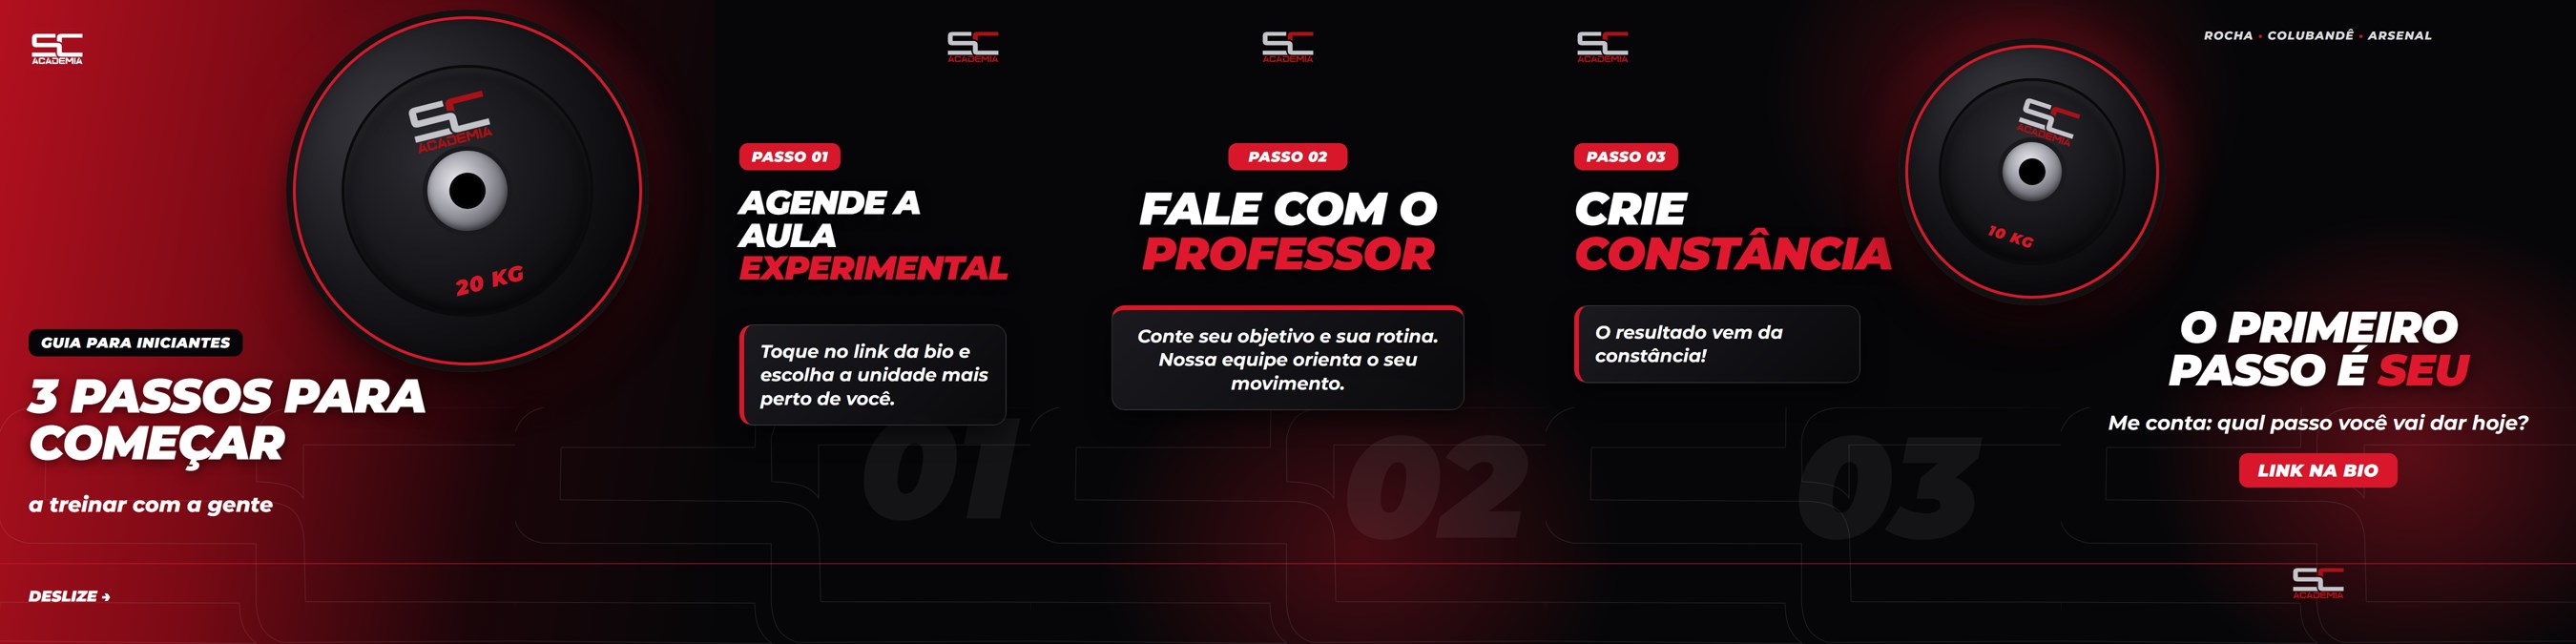 SC
ACADEMIA
SC
ACADEMIA
20 KG
GUIA PARA INICIANTES
3 PASSOS PARA
COMEÇAR
a treinar com a gente
DESLIZE →
SC
ACADEMIA
PASSO 01
AGENDE A
AULA
EXPERIMENTAL
Toque no link da bio e
escolha a unidade mais
perto de você.
01
SC
ACADEMIA
PASSO 02
FALE COM O
PROFESSOR
Conte seu objetivo e sua rotina.
Nossa equipe orienta o seu
movimento.
02
SC
ACADEMIA
PASSO 03
CRIE
CONSTÂNCIA
O resultado vem da
constância!
03
SC
ACADEMIA
10 KG
ROCHA • COLUBANDÊ • ARSENAL
O PRIMEIRO
PASSO É SEU
Me conta: qual passo você vai dar hoje?
LINK NA BIO
SC
ACADEMIA